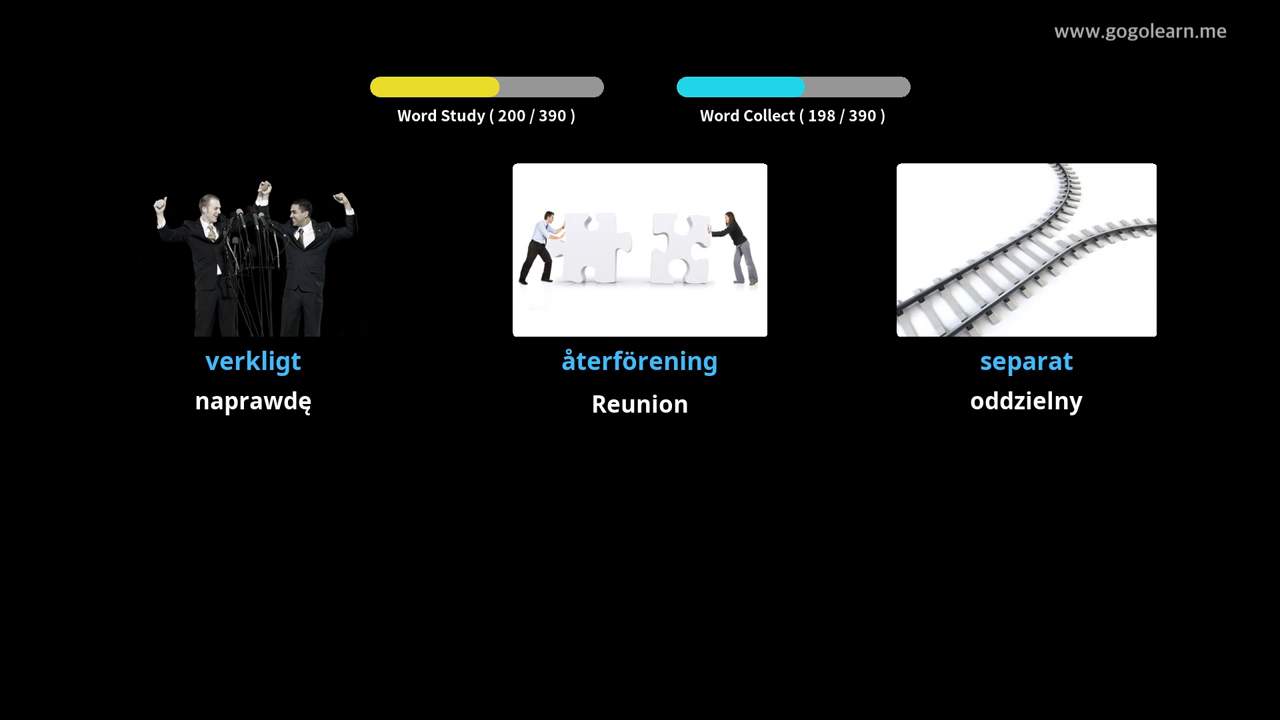 www.gogolearn.me
Word Study ( 200 / 390 )
Word Collect ( 198 / 390 )
verkligt
naprawdę
återförening
Reunion
separat
oddzielny